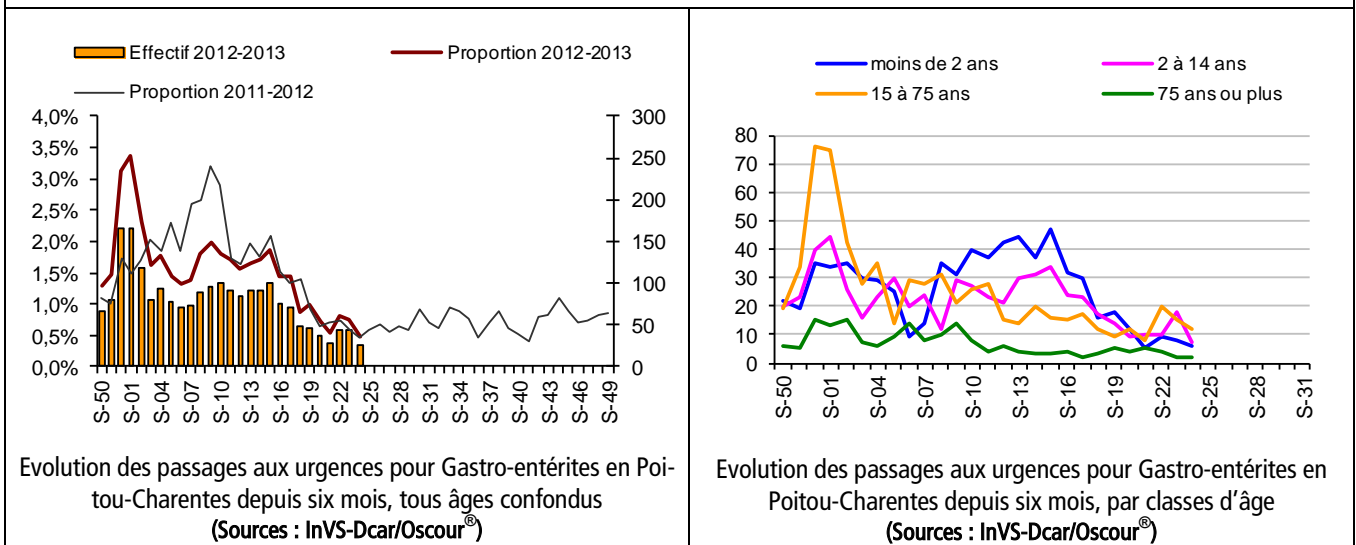 Effectif 2012-2013
Proportion 2012-2013
Proportion 2011-2012
4,0%
3,5%
3,0%
2,5%
2,0%
1,5%
1,0%
0,5%
0,0%
300
250
200
150
100
50
0
S-50
S-01
S-04
S-07
S-10
S-13
S-16
S-19
S-22
S-25
S-28
S-31
S-34
S-37
S-40
S-43
S-46
S-49
Evolution des passages aux urgences pour Gastro-entérites en Poi-
tou-Charentes depuis six mois, tous âges confondus
(Sources : InVS-Dcar/Oscour®)
moins de 2 ans
2 à 14 ans
15 à 75 ans
75 ans ou plus
80
70
60
50
40
30
20
10
0
S-50
S-01
S-04
S-07
S-10
S-13
S-16
S-19
S-22
S-25
S-28
S-31
Evolution des passages aux urgences pour Gastro-entérites en
Poitou-Charentes depuis six mois, par classes d'âge
(Sources : InVS-Dcar/Oscour®)